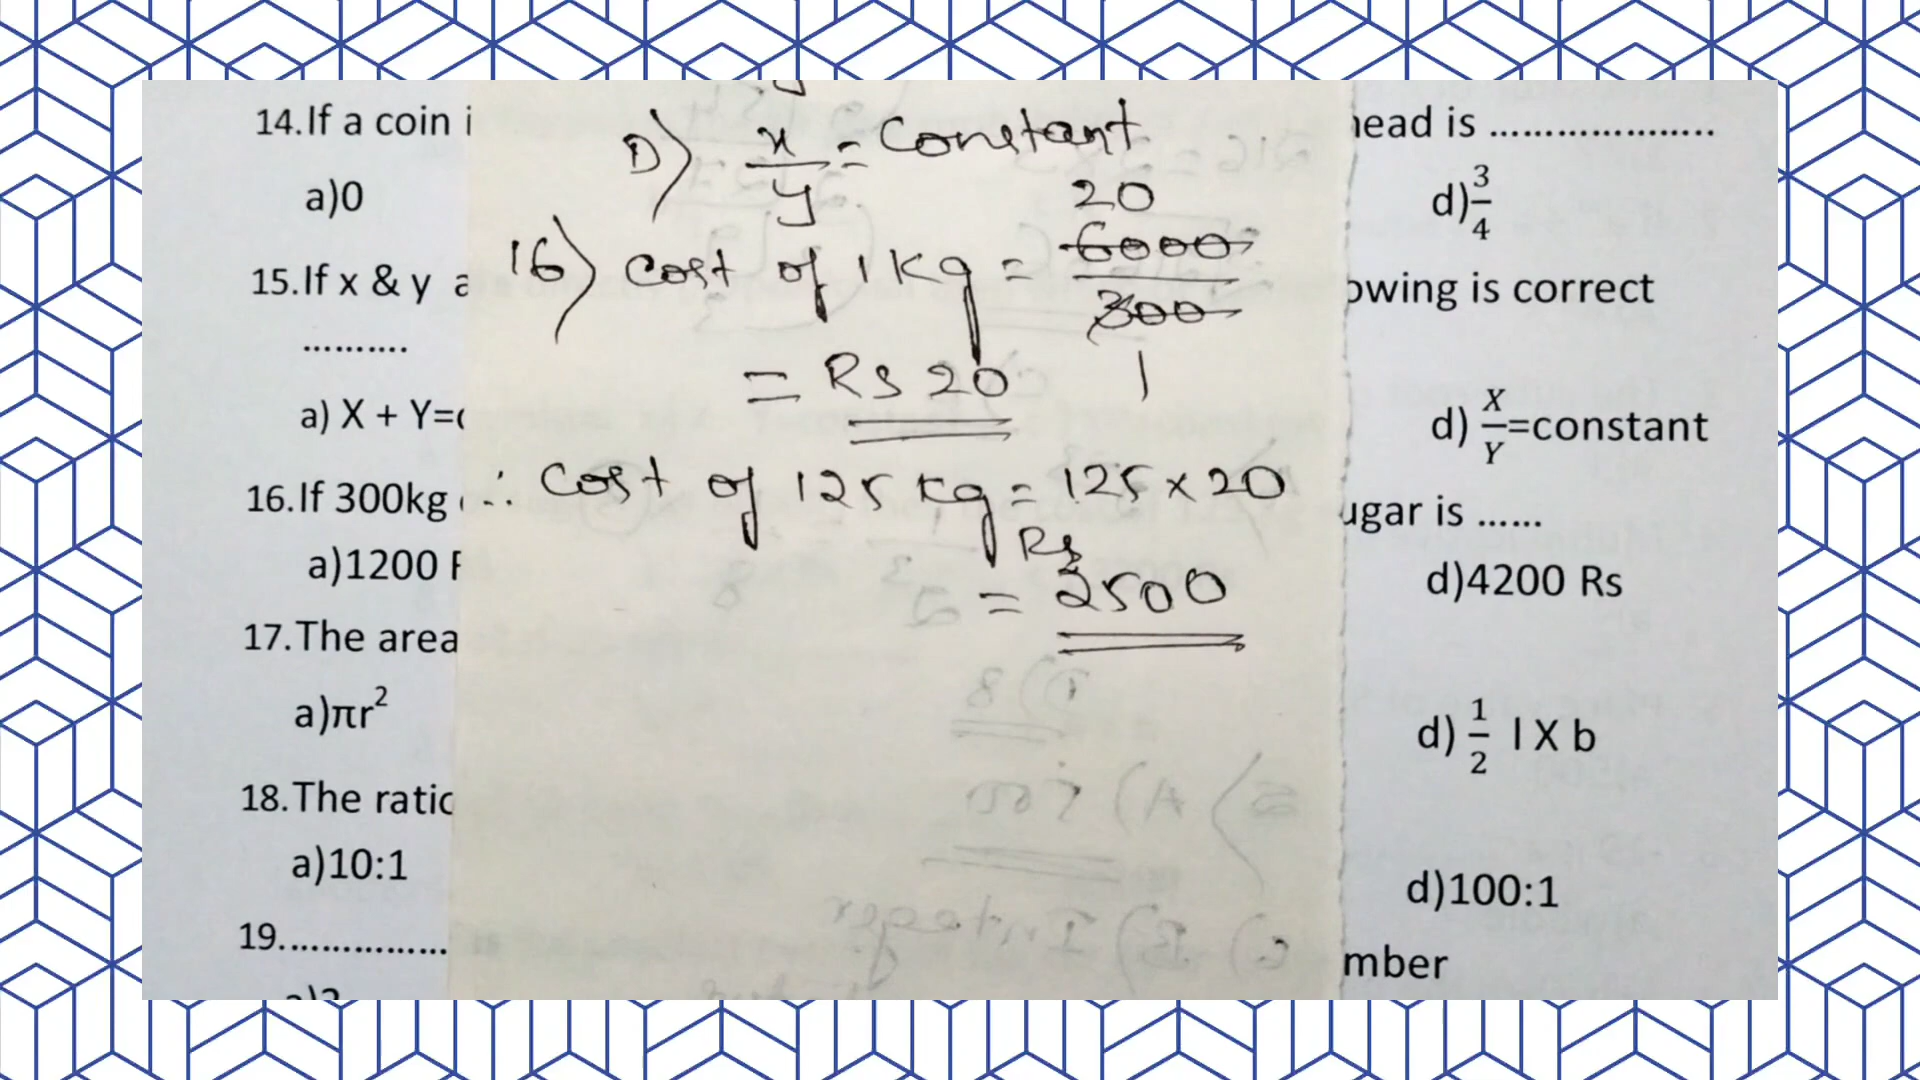 14.If a coin i
head is .....................
D) x/y = Constant
a)0
d) 3/4
20
16) Cost of 1 kg = 6000/300
1
15.If x & y a
owing is correct
..........
= Rs 20
a) X + Y=c
d) X/Y=constant
16.If 300kg
∴ Cost of 125 kg = 125 x 20
ugar is ......
a)1200 R
Rs
= 2500
d)4200 Rs
17.The area
a)πr²
d) 1/2 l X b
18.The ratio
a)10:1
d)100:1
19................
mber